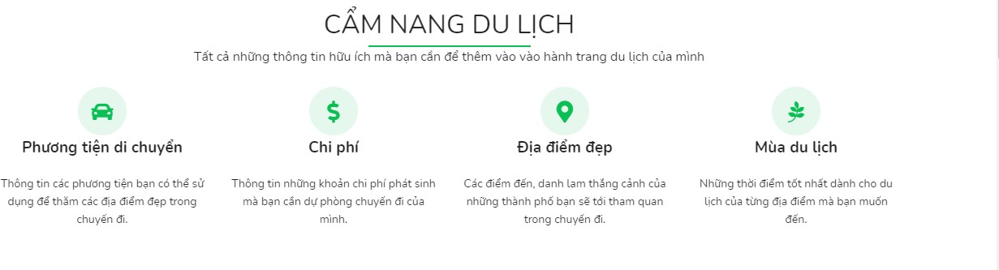 CẨM NANG DU LỊCH
Tất cả những thông tin hữu ích mà bạn cần để thêm vào vào hành trang du lịch của mình
Phương tiện di chuyển
Thông tin các phương tiện bạn có thể sử
dụng để thăm các địa điểm đẹp trong
chuyến đi.
Chi phí
Thông tin những khoản chi phí phát sinh
mà bạn cần dự phòng chuyến đi của
mình.
Địa điểm đẹp
Các điểm đến, danh lam thắng cảnh của
những thành phố bạn sẽ tới tham quan
trong chuyến đi.
Mùa du lịch
Những thời điểm tốt nhất dành cho du
lịch của từng địa điểm mà bạn muốn
đến.